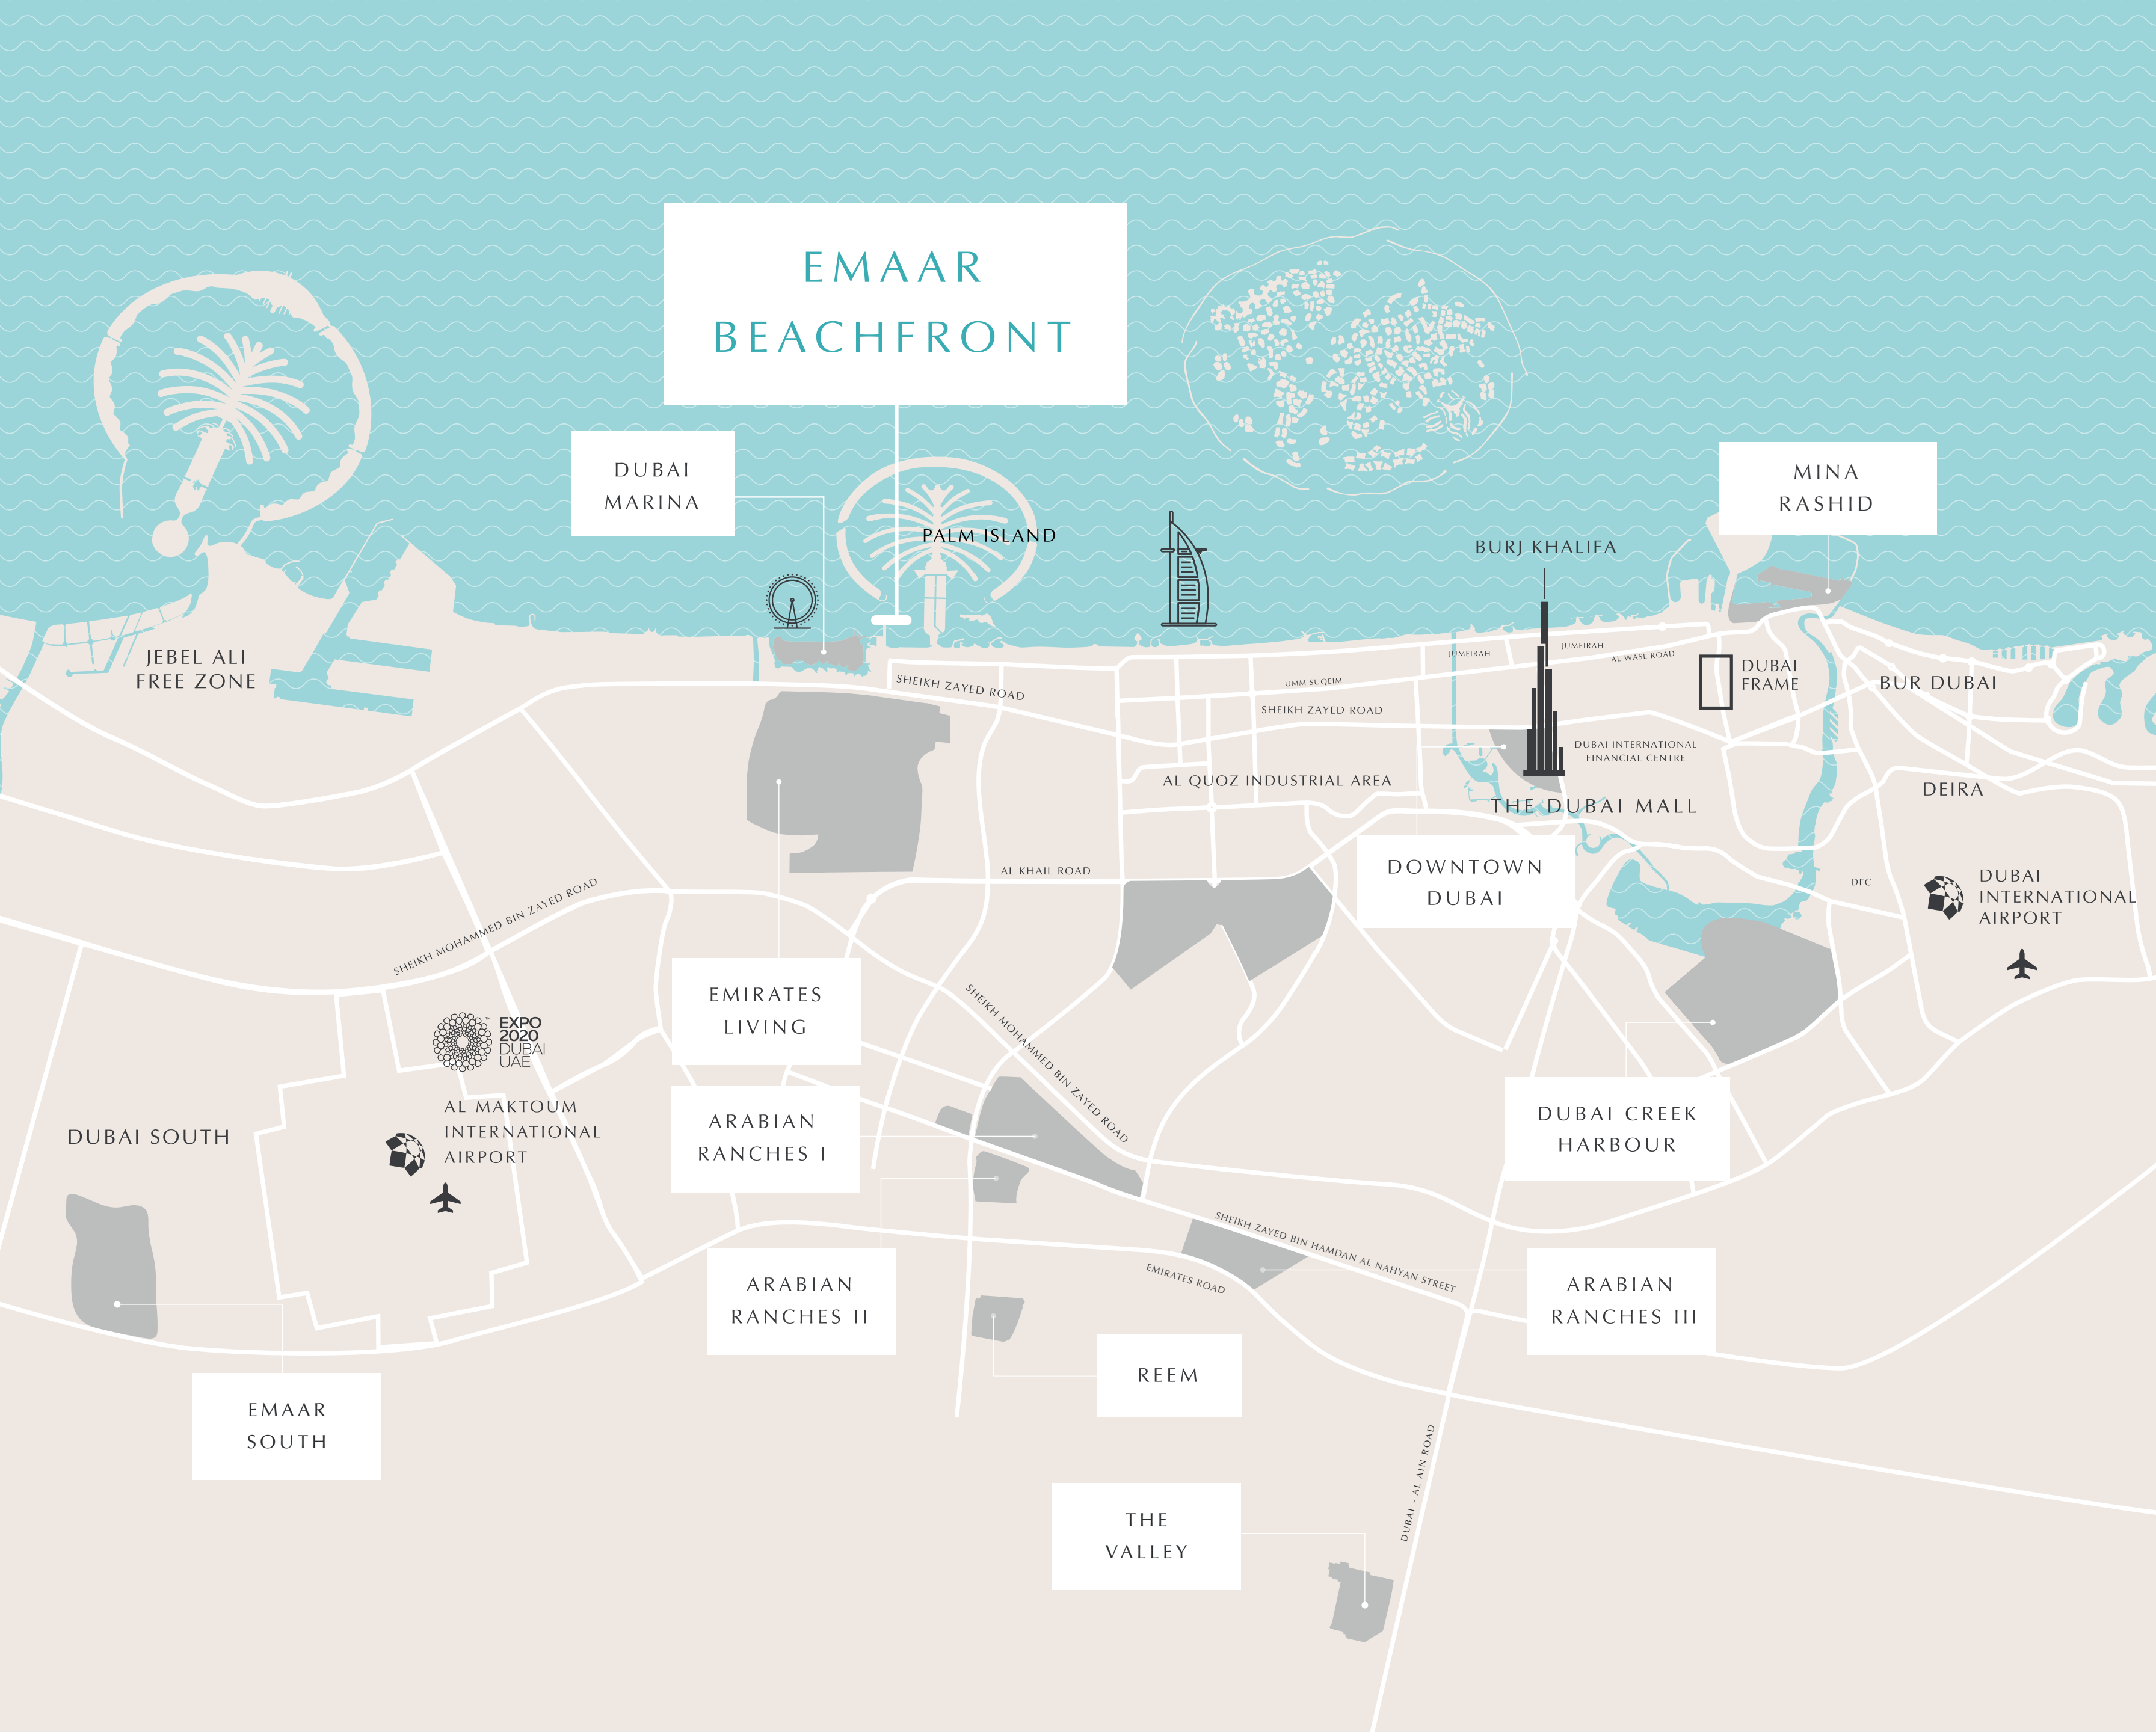 EMAAR
BEACHFRONT
DUBAI
MARINA
MINA
RASHID
PALM ISLAND
BURJ KHALIFA
JEBEL ALI
FREE ZONE
SHEIKH ZAYED ROAD
UMM SUQEIM
SHEIKH ZAYED ROAD
JUMEIRAH
JUMEIRAH
AL WASL ROAD
DUBAI
FRAME
BUR DUBAI
DUBAI INTERNATIONAL
FINANCIAL CENTRE
AL QUOZ INDUSTRIAL AREA
THE DUBAI MALL
DEIRA
DOWNTOWN
DUBAI
AL KHAIL ROAD
DFC
DUBAI
INTERNATIONAL
AIRPORT
SHEIKH MOHAMMED BIN ZAYED ROAD
EMIRATES
LIVING
SHEIKH MOHAMMED BIN ZAYED ROAD
EXPO
2020
DUBAI
UAE
™
AL MAKTOUM
INTERNATIONAL
AIRPORT
DUBAI SOUTH
ARABIAN
RANCHES I
DUBAI CREEK
HARBOUR
SHEIKH ZAYED BIN HAMDAN AL NAHYAN STREET
EMIRATES ROAD
ARABIAN
RANCHES II
ARABIAN
RANCHES III
REEM
EMAAR
SOUTH
DUBAI - AL AIN ROAD
THE
VALLEY